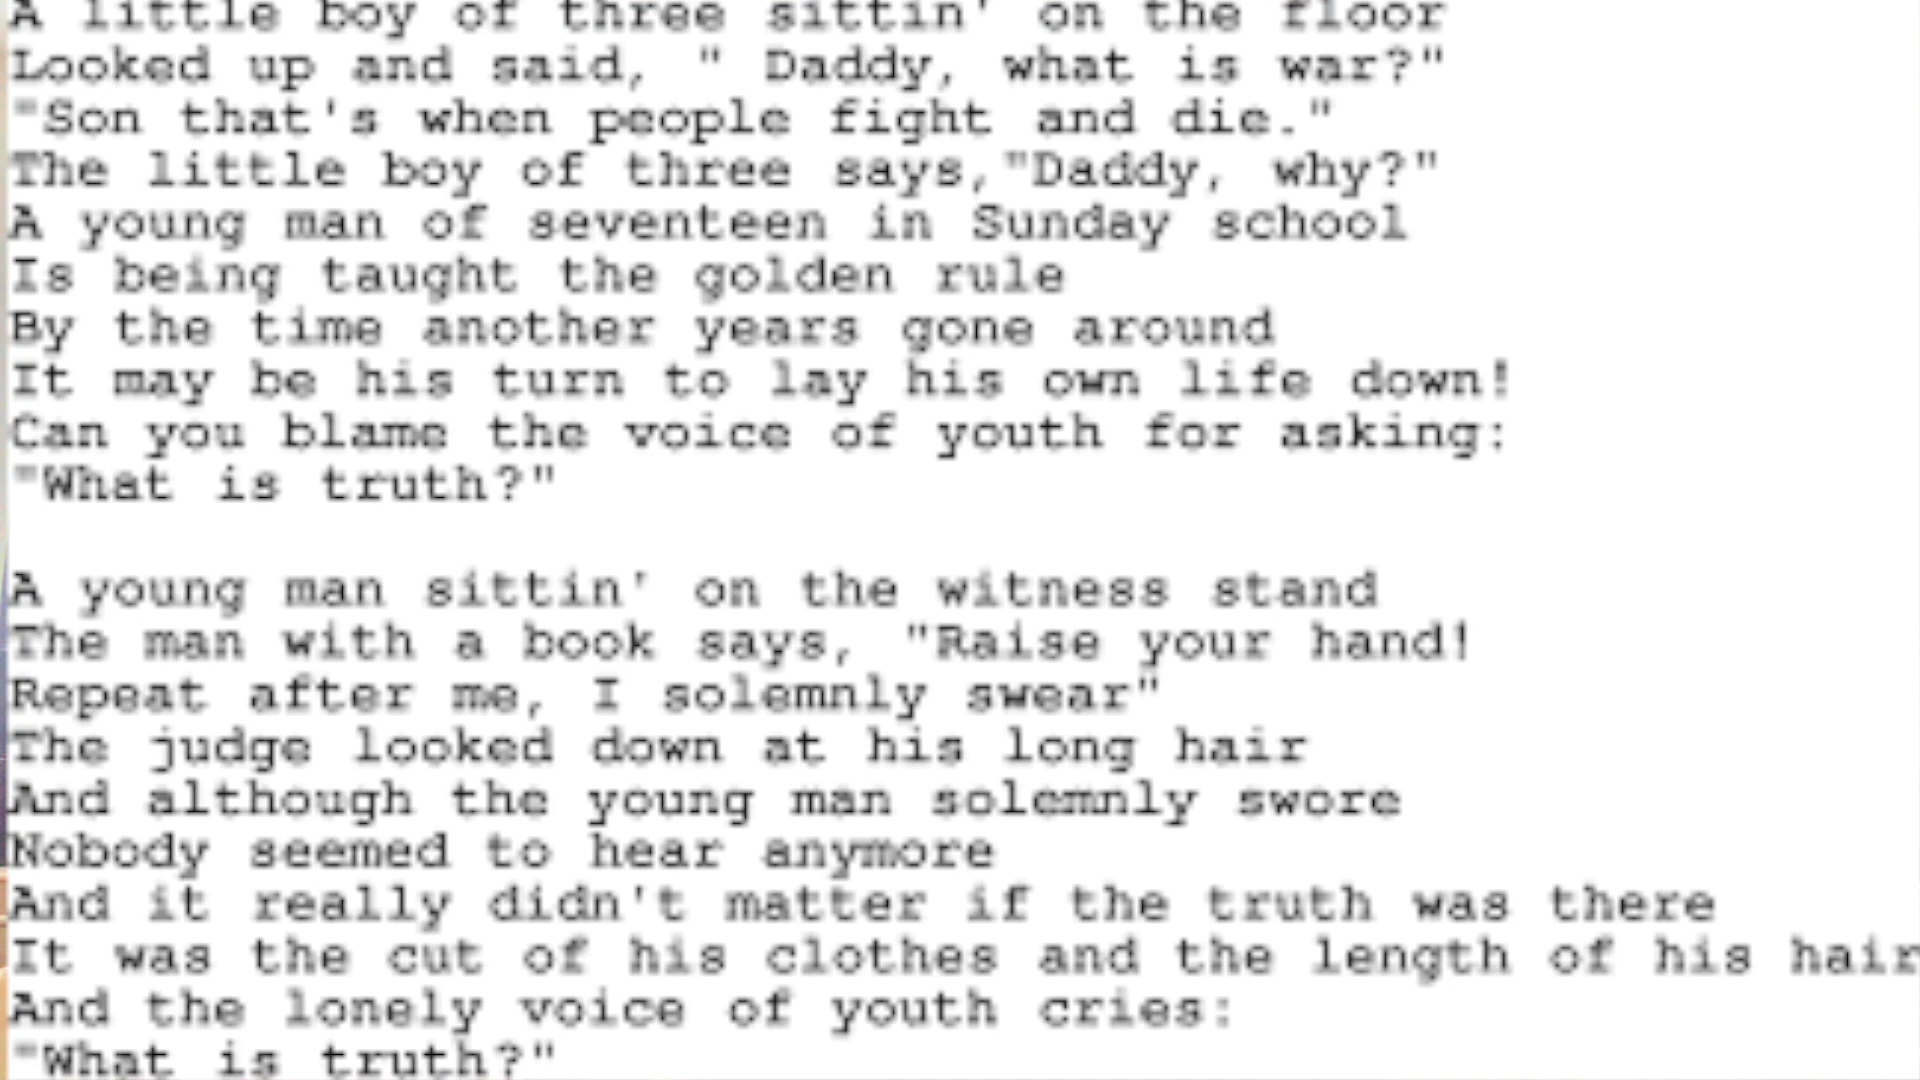 A little boy of three sittin' on the floor
Looked up and said, " Daddy, what is war?"
"Son that's when people fight and die."
The little boy of three says,"Daddy, why?"
A young man of seventeen in Sunday school
Is being taught the golden rule
By the time another years gone around
It may be his turn to lay his own life down!
Can you blame the voice of youth for asking:
"What is truth?"

A young man sittin' on the witness stand
The man with a book says, "Raise your hand!
Repeat after me, I solemnly swear"
The judge looked down at his long hair
And although the young man solemnly swore
Nobody seemed to hear anymore
And it really didn't matter if the truth was there
It was the cut of his clothes and the length of his hair
And the lonely voice of youth cries:
"What is truth?"